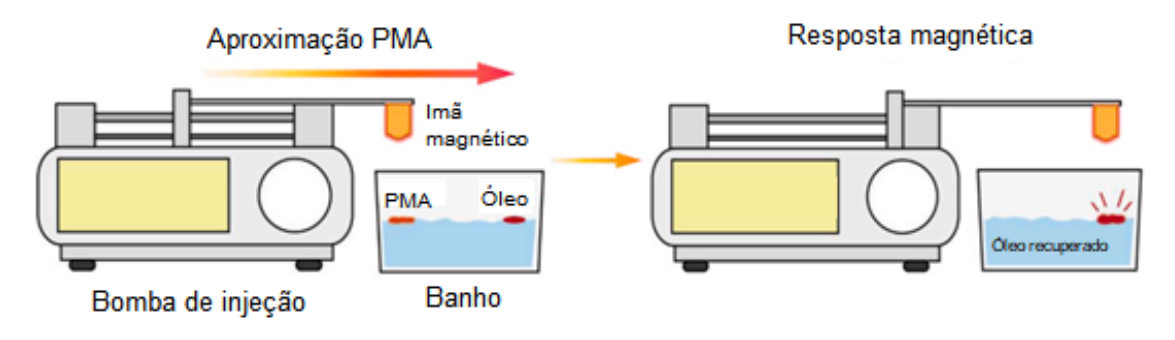 Aproximação PMA
Resposta magnética
Imã
magnético
PMA
Óleo
Óleo recuperado
Bomba de injeção
Banho